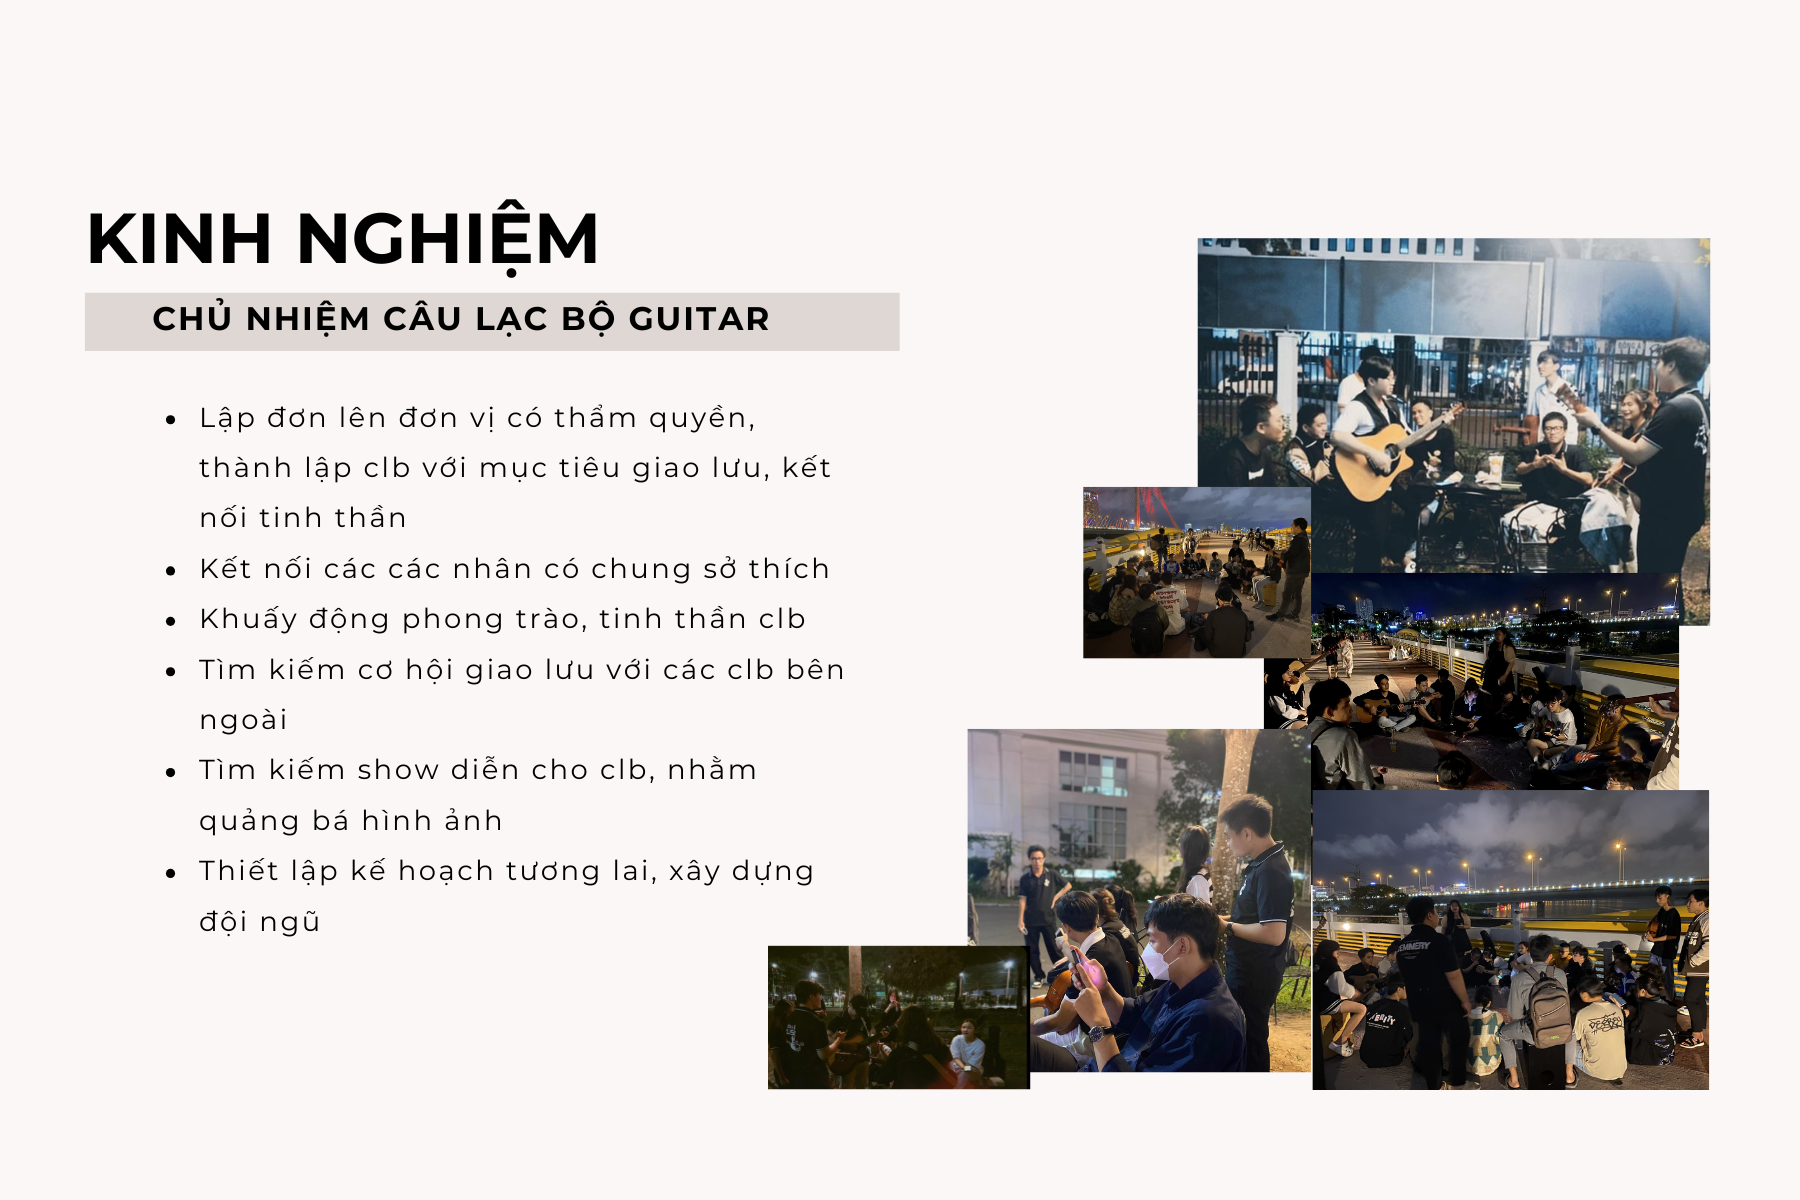 KINH NGHIỆM
CHỦ NHIỆM CÂU LẠC BỘ GUITAR
• Lập đơn lên đơn vị có thẩm quyền,
thành lập clb với mục tiêu giao lưu, kết
nối tinh thần
• Kết nối các các nhân có chung sở thích
• Khuấy động phong trào, tinh thần clb
• Tìm kiếm cơ hội giao lưu với các clb bên
ngoài
• Tìm kiếm show diễn cho clb, nhằm
quảng bá hình ảnh
• Thiết lập kế hoạch tương lai, xây dựng
đội ngũ